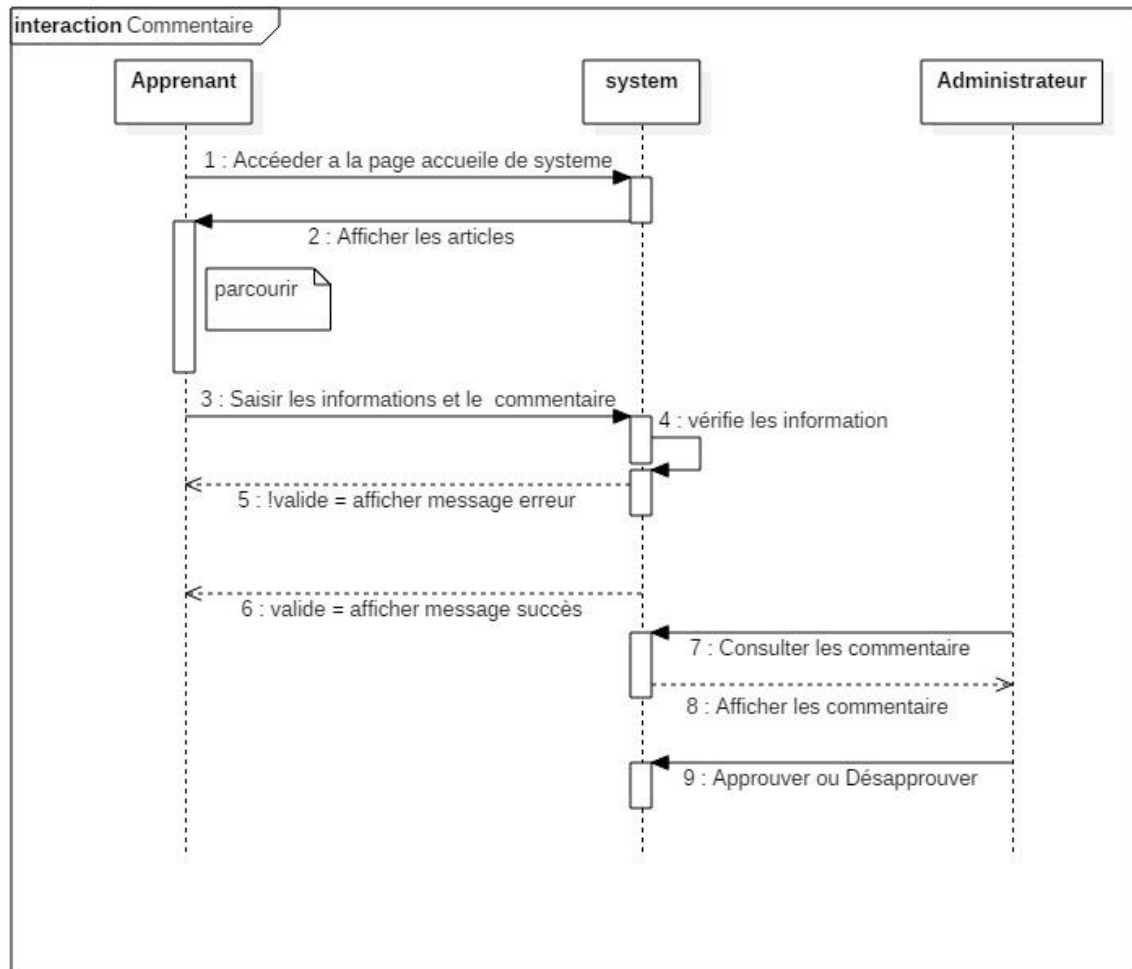 interaction Commentaire
Apprenant
system
Administrateur
1 : Accéeder a la page accueile de systeme
2 : Afficher les articles
parcourir
3 : Saisir les informations et le commentaire
4 : vérifie les information
5 : !valide = afficher message erreur
6 : valide = afficher message succès
7 : Consulter les commentaire
8 : Afficher les commentaire
9 : Approuver ou Désapprouver